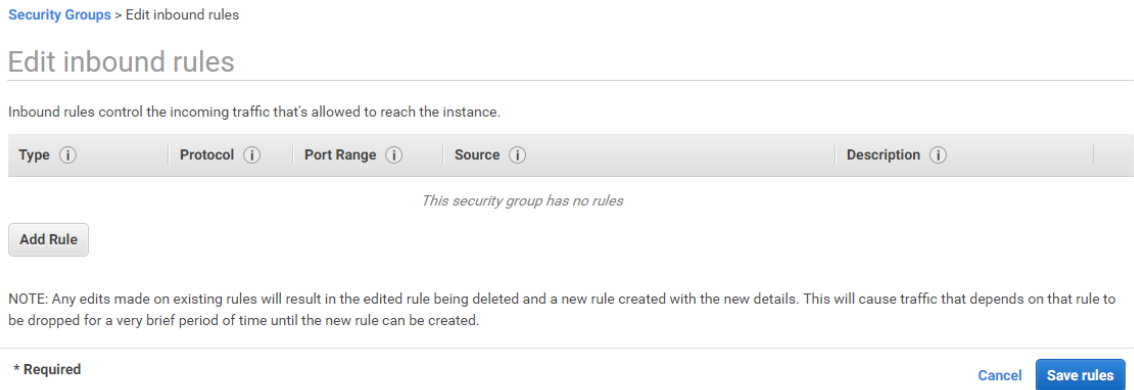 Security Groups > Edit inbound rules
Edit inbound rules
Inbound rules control the incoming traffic that's allowed to reach the instance.
Type i Protocol i Port Range i Source i Description i
This security group has no rules
Add Rule
NOTE: Any edits made on existing rules will result in the edited rule being deleted and a new rule created with the new details. This will cause traffic that depends on that rule to
be dropped for a very brief period of time until the new rule can be created.
* Required Cancel Save rules